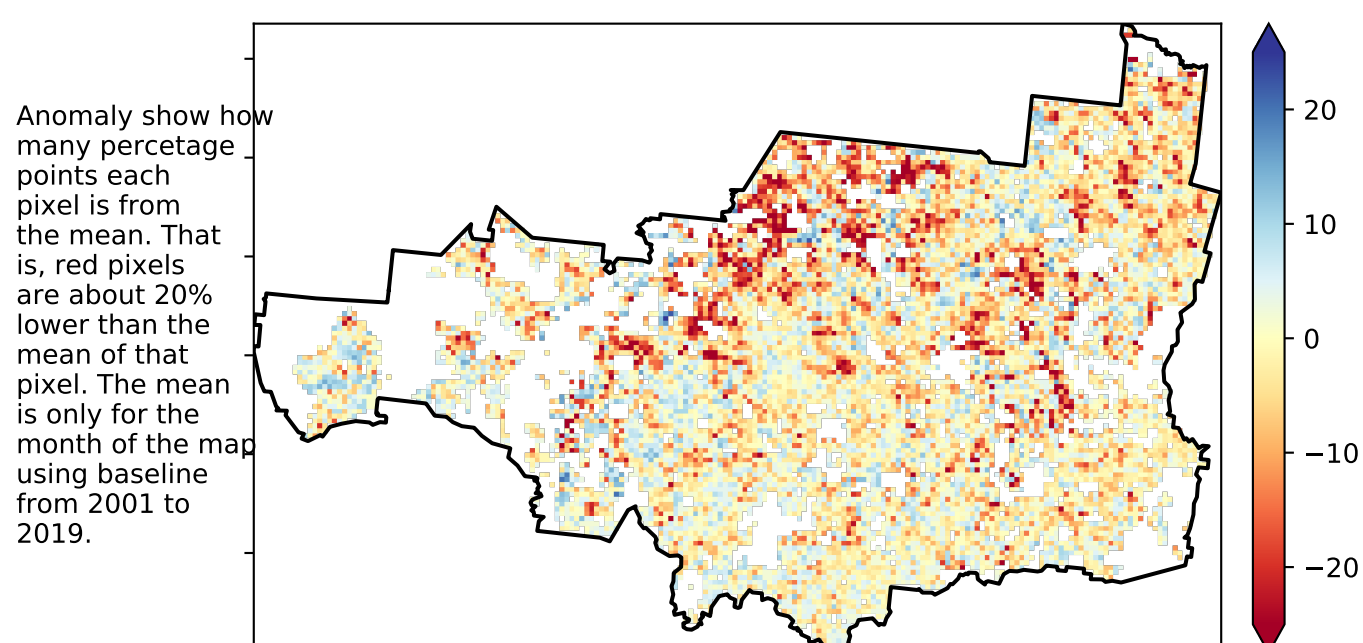 Anomaly show how
many percetage
points each
pixel is from
the mean. That
is, red pixels
are about 20%
lower than the
mean of that
pixel. The mean
is only for the
month of the map
using baseline
from 2001 to
2019.
20
10
0
−10
−20